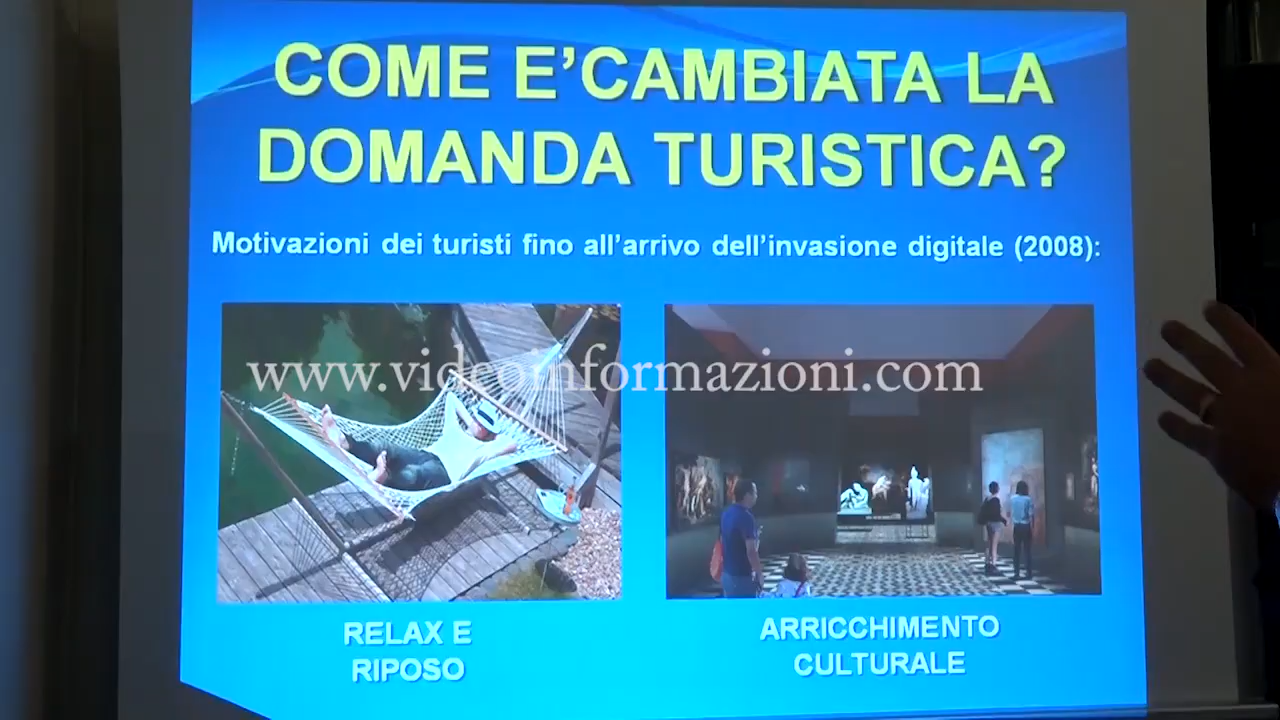 COME E’CAMBIATA LA
DOMANDA TURISTICA?
Motivazioni dei turisti fino all’arrivo dell’invasione digitale (2008):
www.videoinformazioni.com
RELAX E
RIPOSO
ARRICCHIMENTO
CULTURALE